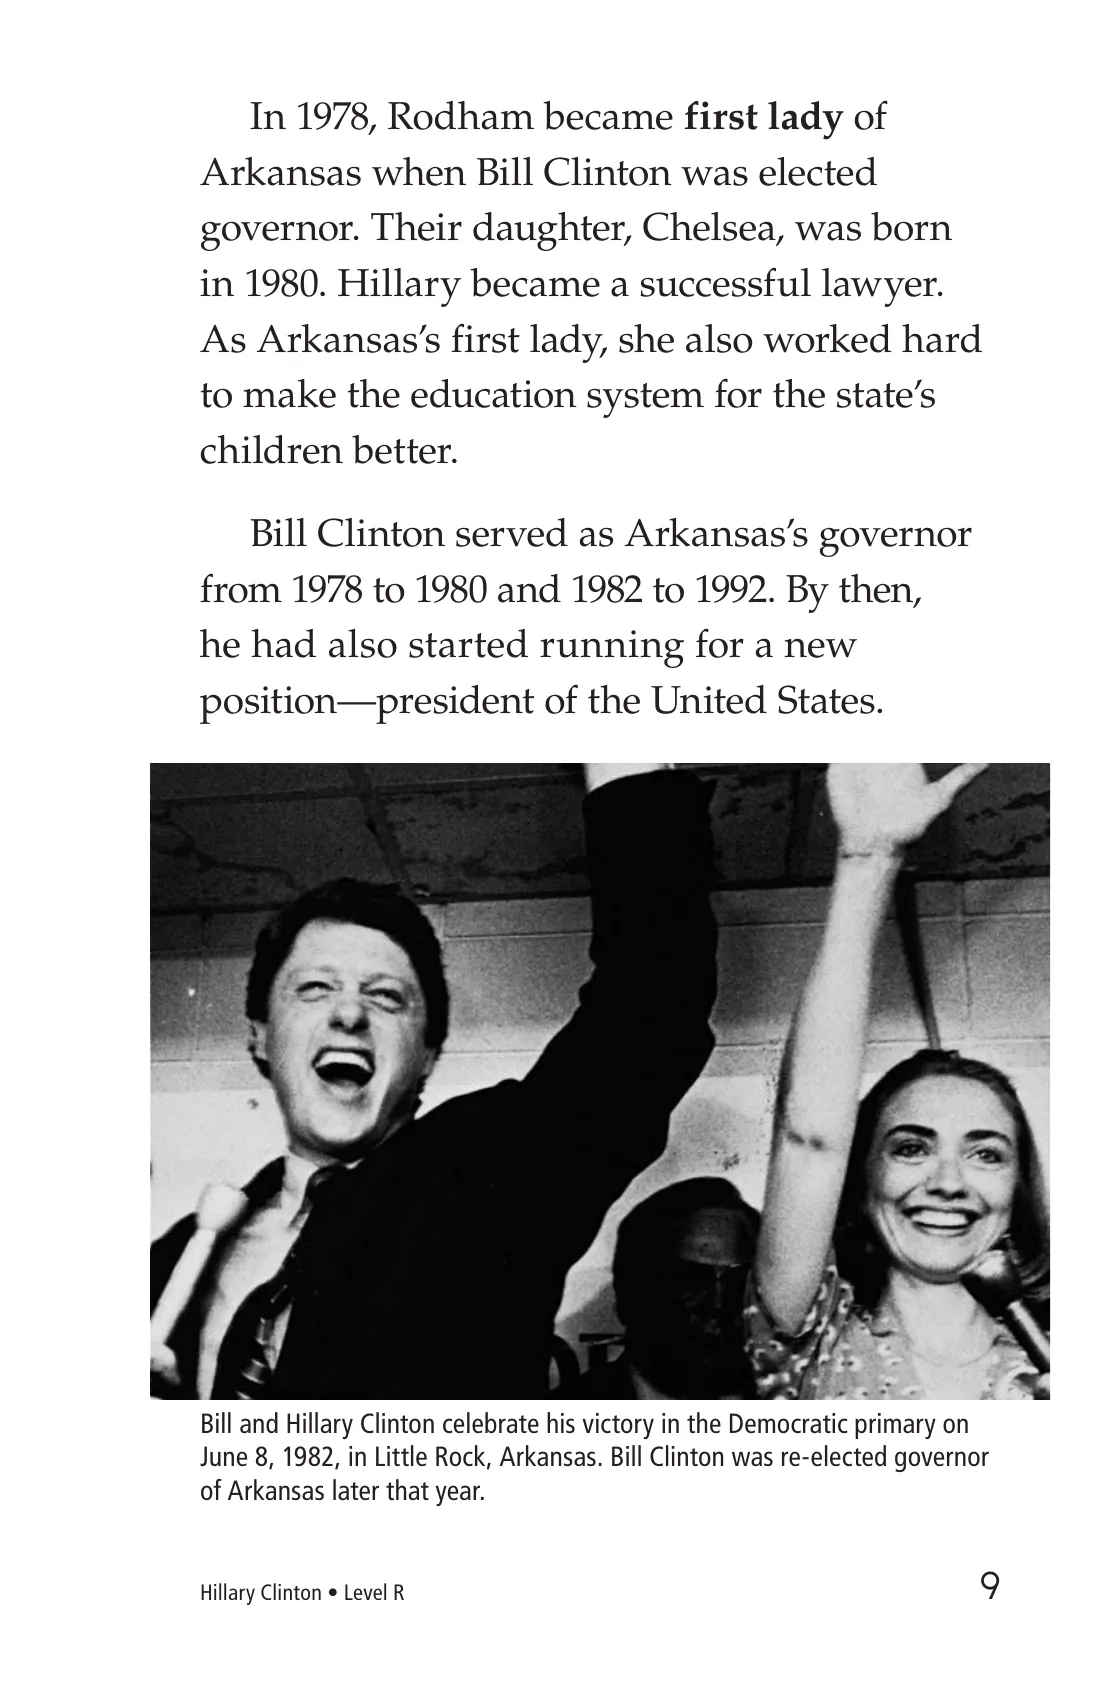 In 1978, Rodham became first lady of
Arkansas when Bill Clinton was elected
governor. Their daughter, Chelsea, was born
in 1980. Hillary became a successful lawyer.
As Arkansas’s first lady, she also worked hard
to make the education system for the state’s
children better.
Bill Clinton served as Arkansas’s governor
from 1978 to 1980 and 1982 to 1992. By then,
he had also started running for a new
position—president of the United States.
Bill and Hillary Clinton celebrate his victory in the Democratic primary on
June 8, 1982, in Little Rock, Arkansas. Bill Clinton was re-elected governor
of Arkansas later that year.
Hillary Clinton • Level R 9